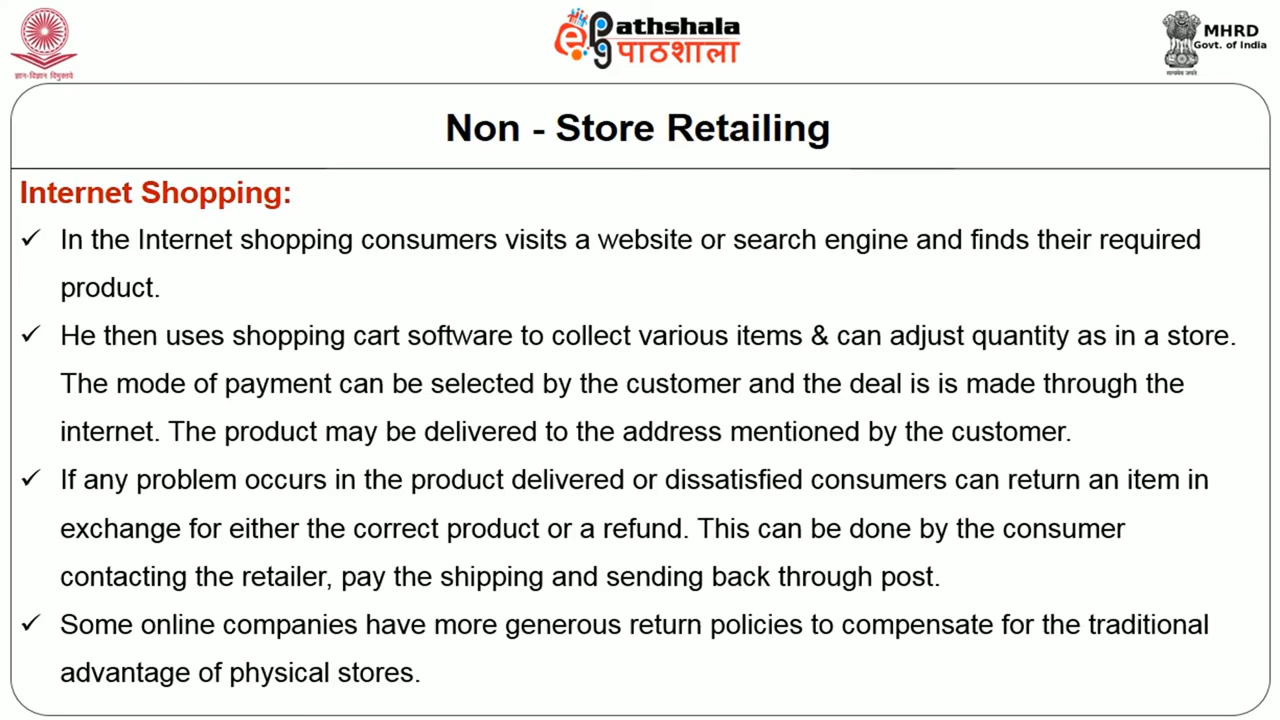 ज्ञान-विज्ञान विमुक्तये
ePG Pathshala
पाठशाला
सत्यमेव जयते
MHRD
Govt. of India
Non - Store Retailing
Internet Shopping:
✓ In the Internet shopping consumers visits a website or search engine and finds their required
product.
✓ He then uses shopping cart software to collect various items & can adjust quantity as in a store.
The mode of payment can be selected by the customer and the deal is is made through the
internet. The product may be delivered to the address mentioned by the customer.
✓ If any problem occurs in the product delivered or dissatisfied consumers can return an item in
exchange for either the correct product or a refund. This can be done by the consumer
contacting the retailer, pay the shipping and sending back through post.
✓ Some online companies have more generous return policies to compensate for the traditional
advantage of physical stores.